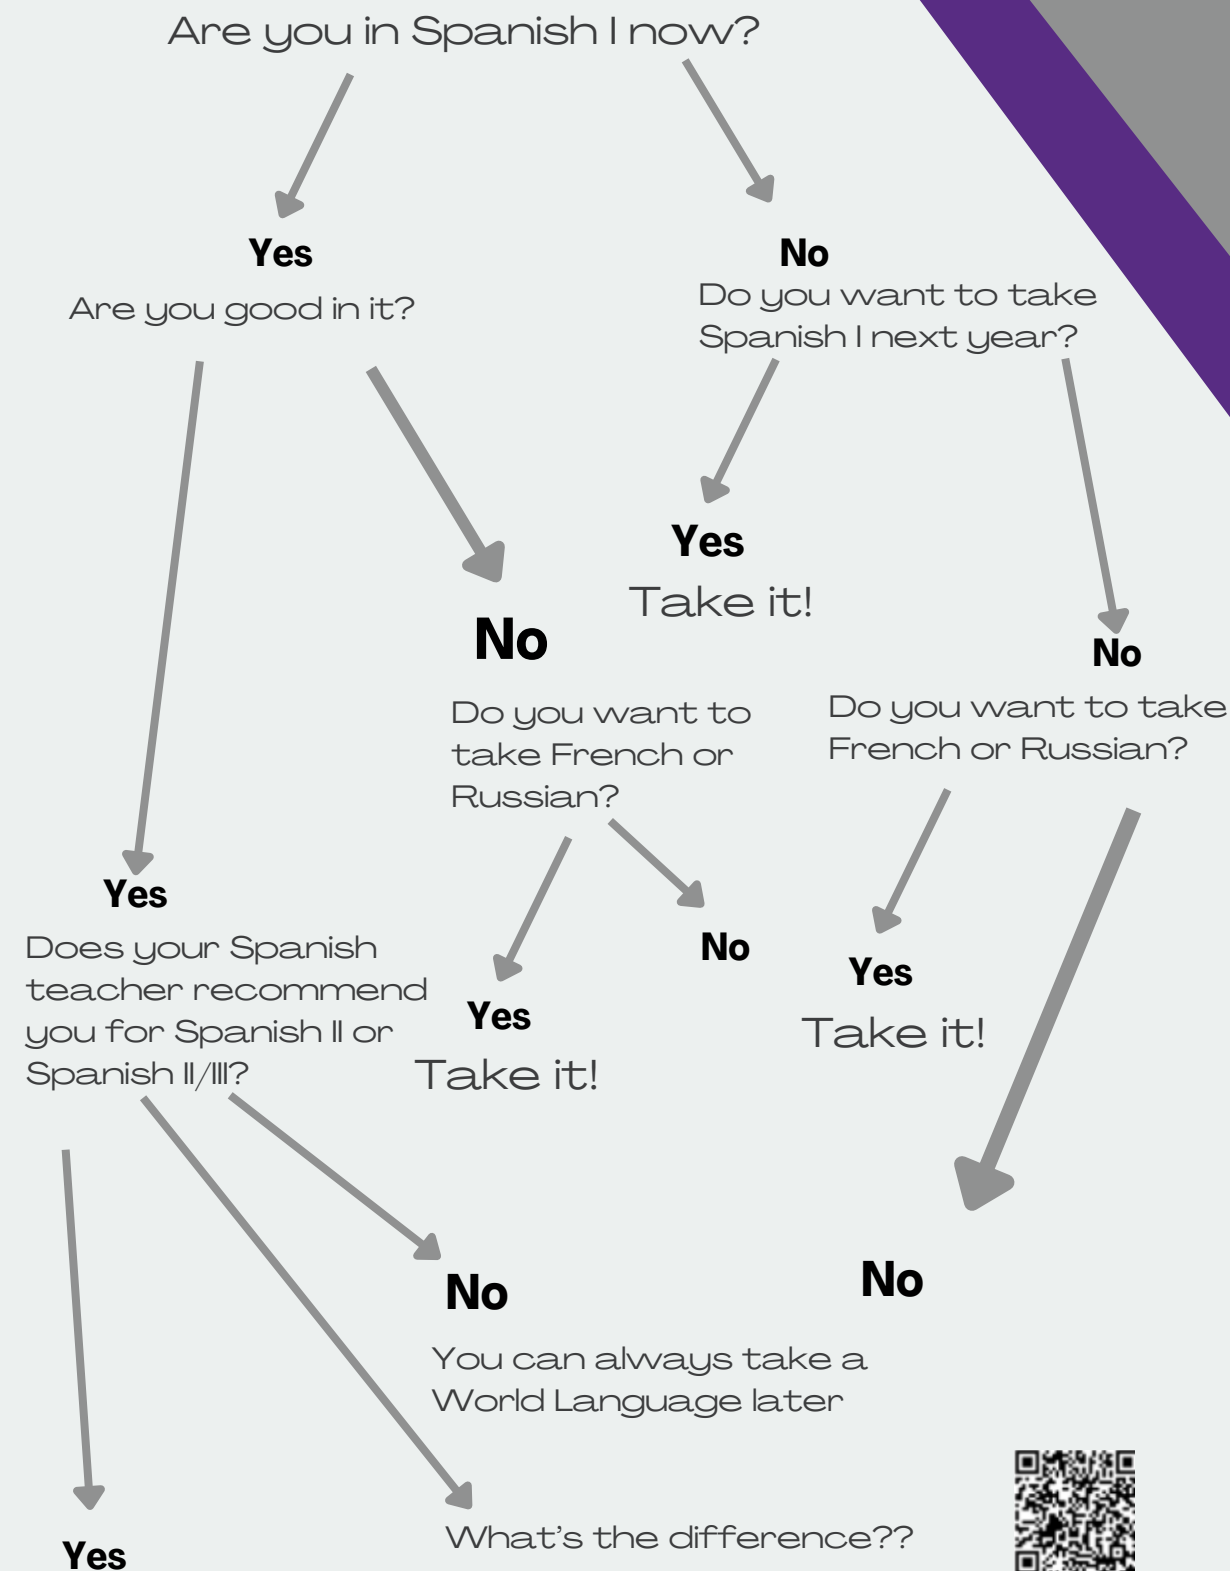 Are you in Spanish I now?
Yes
Are you good in it?
No
Do you want to take
Spanish I next year?
Yes
Take it!
No
Do you want to
take French or
Russian?
No
Do you want to take
French or Russian?
Yes
Does your Spanish
teacher recommend
you for Spanish II or
Spanish II/III?
Yes
Take it!
No
Yes
Take it!
No
You can always take a
World Language later
No
What's the difference??
Yes